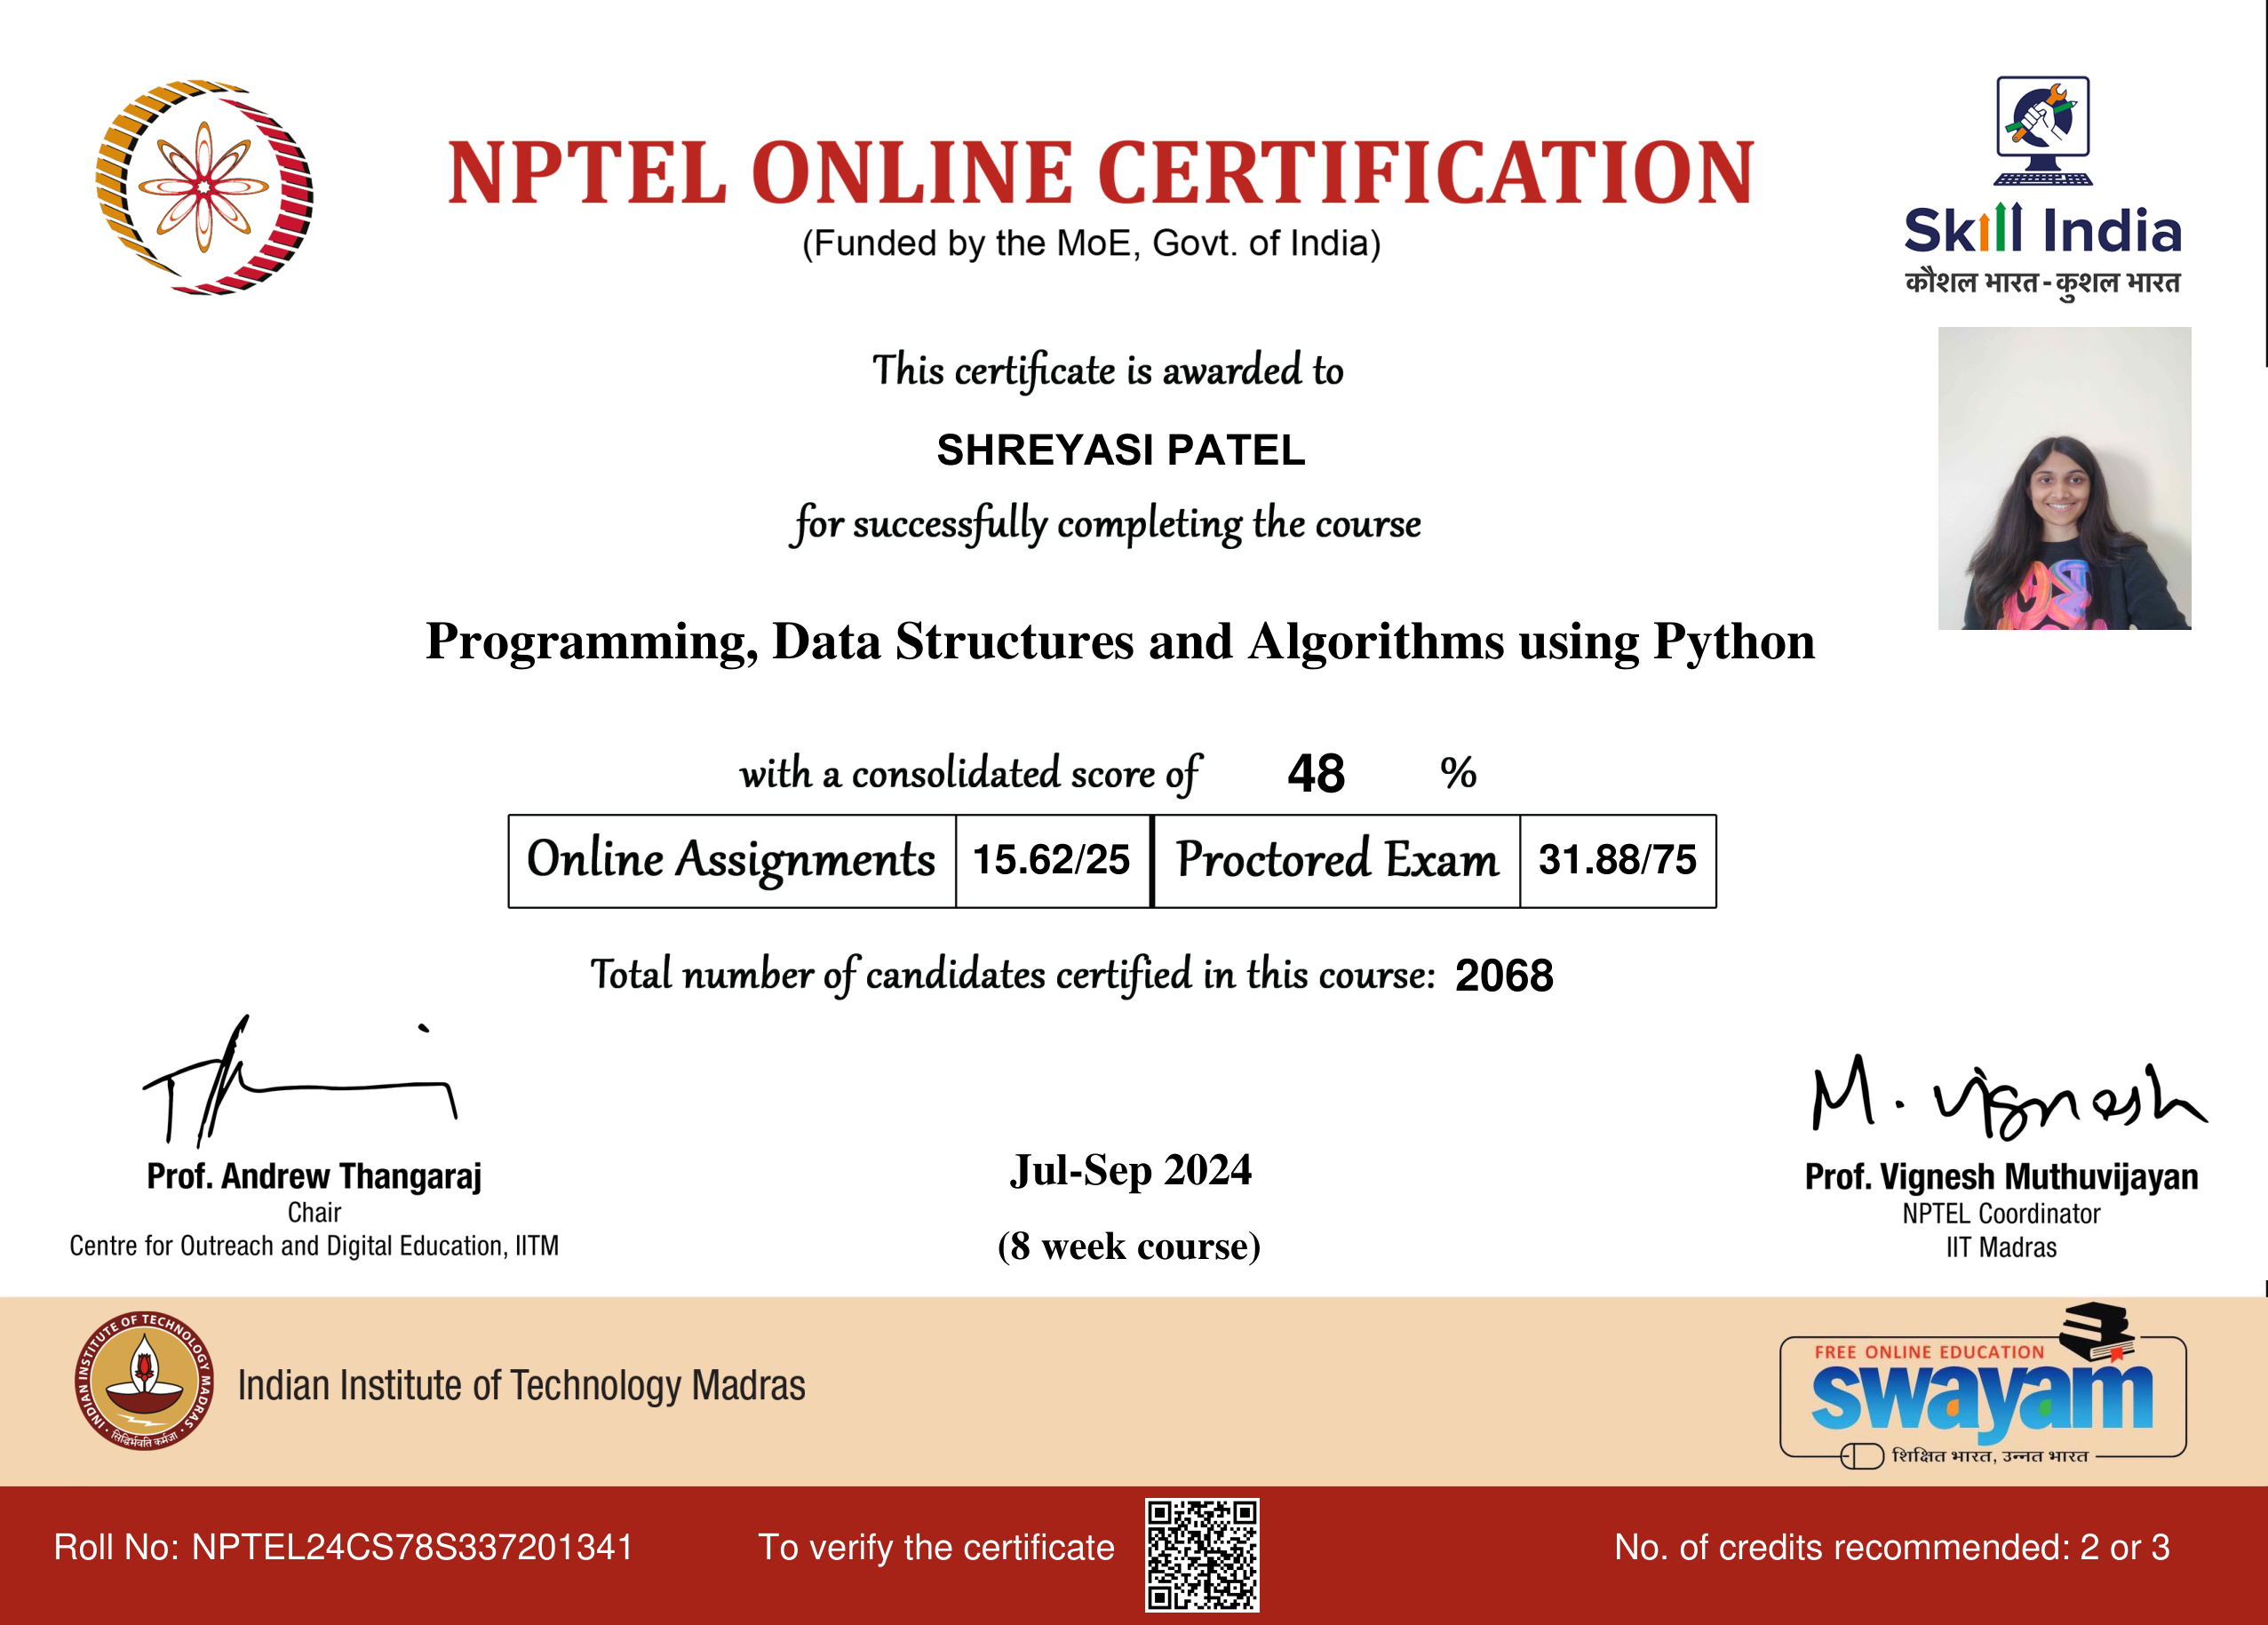 NPTEL ONLINE CERTIFICATION
(Funded by the MoE, Govt. of India)
Skill India
कौशल भारत - कुशल भारत
This certificate is awarded to
SHREYASI PATEL
for successfully completing the course
Programming, Data Structures and Algorithms using Python
with a consolidated score of 48 %
Online Assignments 15.62/25 Proctored Exam 31.88/75
Total number of candidates certified in this course: 2068
M. Vignesh
Prof. Andrew Thangaraj
Chair
Centre for Outreach and Digital Education, IITM
Jul-Sep 2024
(8 week course)
Prof. Vignesh Muthuvijayan
NPTEL Coordinator
IIT Madras
INDIAN INSTITUTE OF TECHNOLOGY MADRAS
सिद्धिर्भवति कर्मजा
Indian Institute of Technology Madras
FREE ONLINE EDUCATION
swayam
शिक्षित भारत, उन्नत भारत
Roll No: NPTEL24CS78S337201341
To verify the certificate
No. of credits recommended: 2 or 3